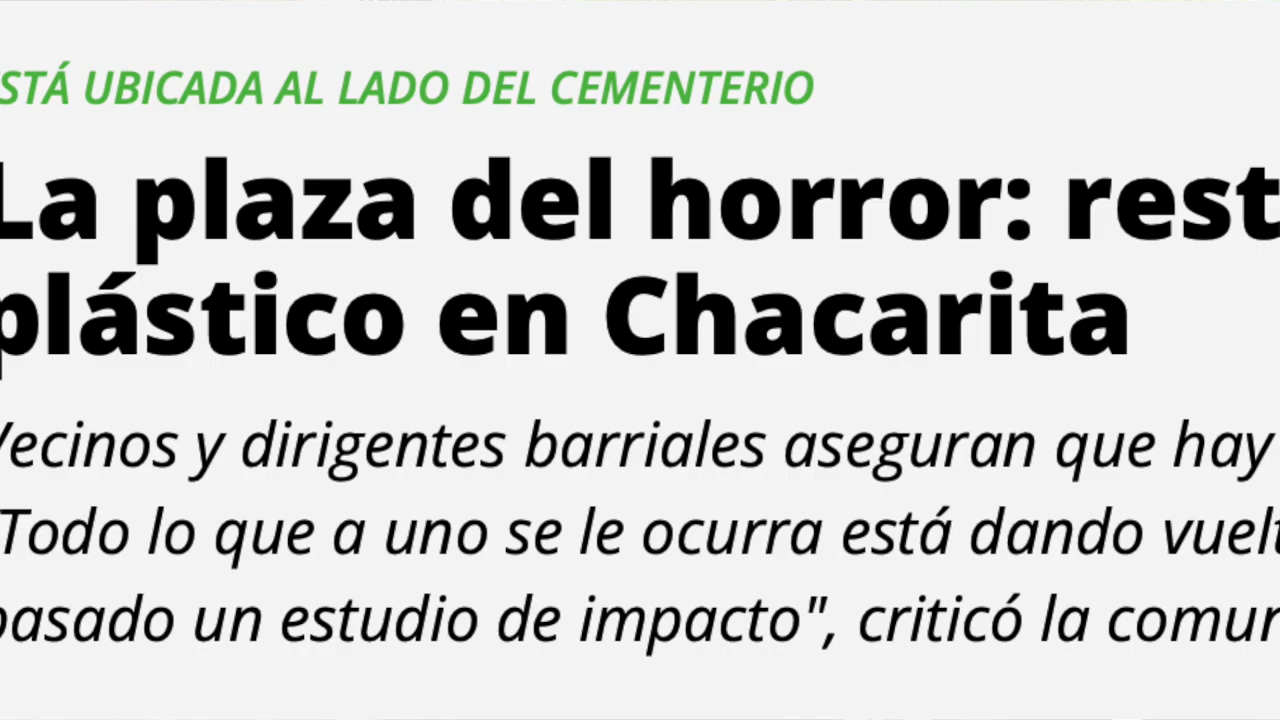 STÁ UBICADA AL LADO DEL CEMENTERIO
La plaza del horror: rest
plástico en Chacarita
Vecinos y dirigentes barriales aseguran que hay
Todo lo que a uno se le ocurra está dando vuelt
pasado un estudio de impacto", criticó la comun